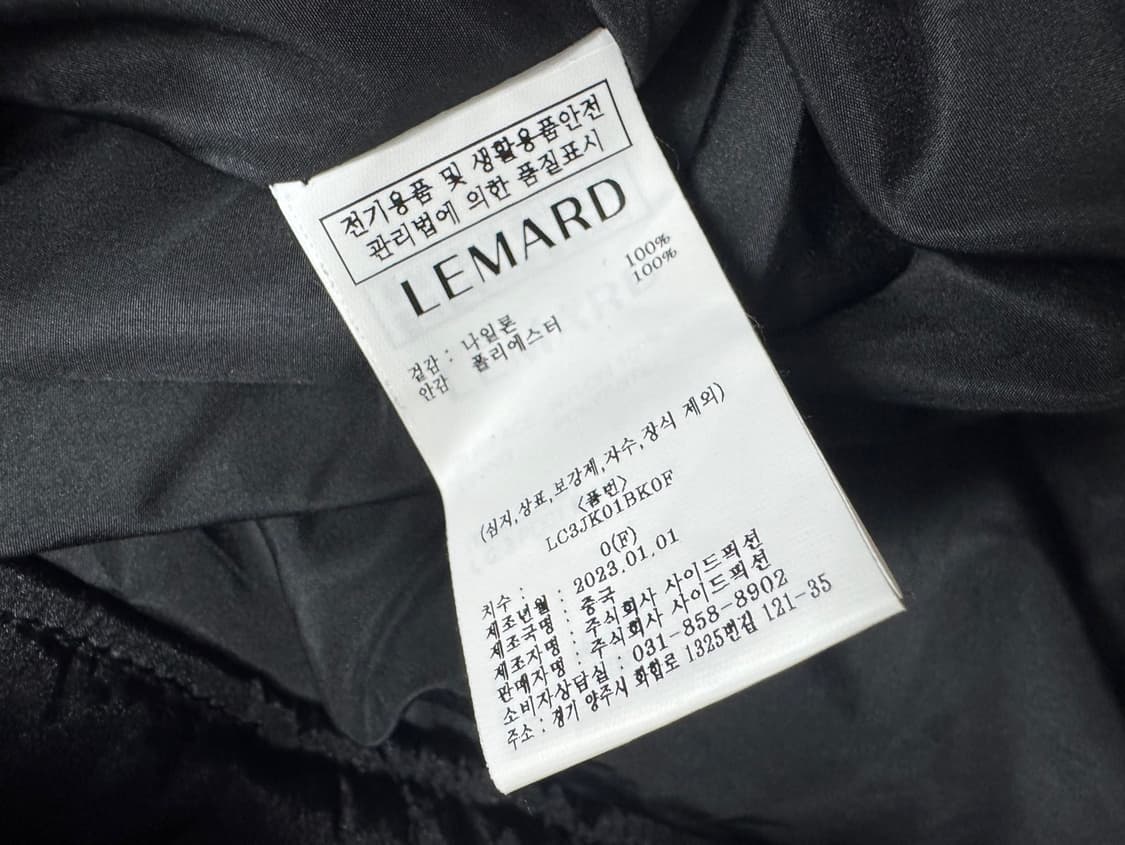 전기용품 및 생활용품안전
관리법에 의한 품질표시
LEMARD
겉감 : 나일론 100%
안감 폴리에스터 100%
(심지,상표,보강제,자수,장식 제외)
<품번>
LC3JK01BK0F
치수 : 0(F)
제조년월 : 2023.01.01
제조국명 : 중국
제조자명 : 주식회사 사이드픽션
판매자명 : 주식회사 사이드픽션
소비자상담실 : 031-858-8902
주소 : 경기 양주시 화합로 1325번길 121-35